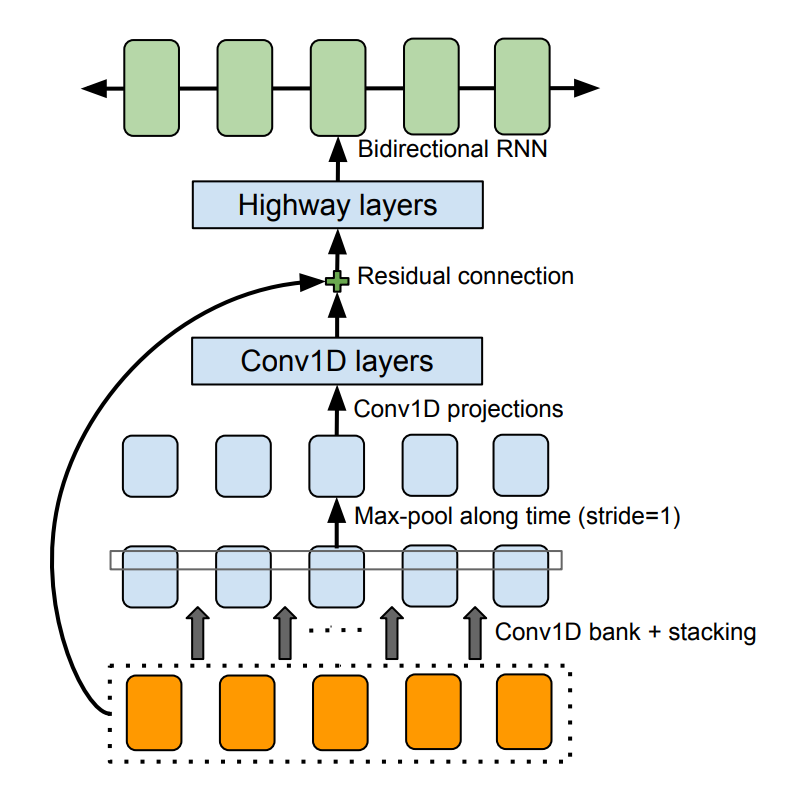 Bidirectional RNN
Highway layers
Residual connection
Conv1D layers
Conv1D projections
Max-pool along time (stride=1)
Conv1D bank + stacking